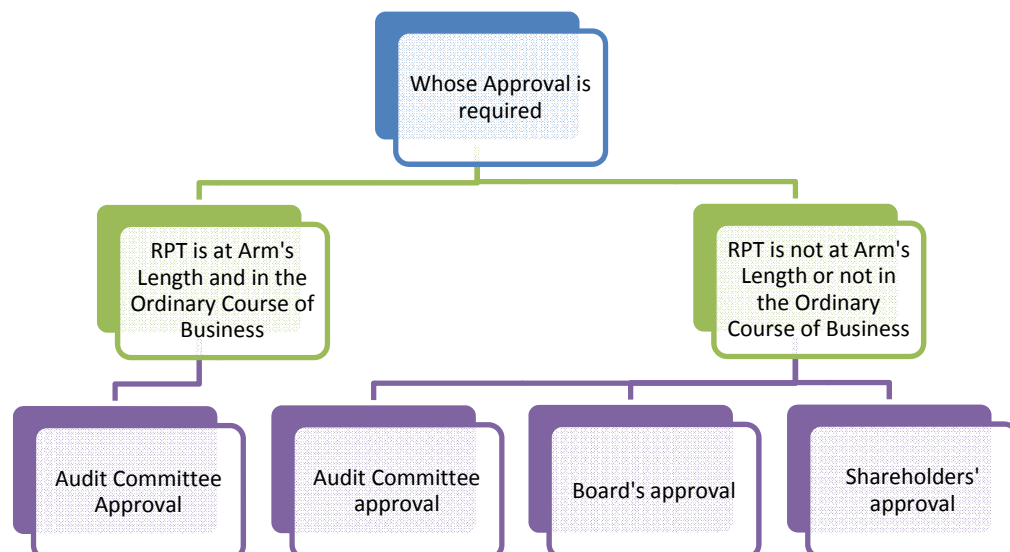 Whose Approval is
required
RPT is at Arm's
Length and in the
Ordinary Course of
Business
RPT is not at Arm's
Length or not in
the Ordinary
Course of Business
Audit Committee
Approval
Audit Committee
approval
Board's approval
Shareholders'
approval